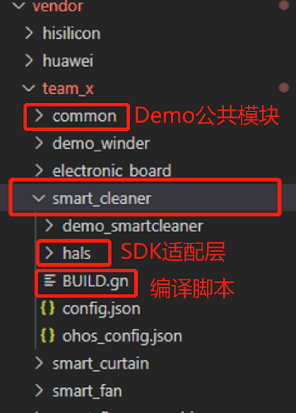 vendor
hisilicon
huawei
team_x
common Demo公共模块
demo_winder
electronic_board
smart_cleaner
demo_smartcleaner
hals SDK适配层
BUILD.gn 编译脚本
{} config.json
{} ohos_config.json
smart_curtain
smart_fan